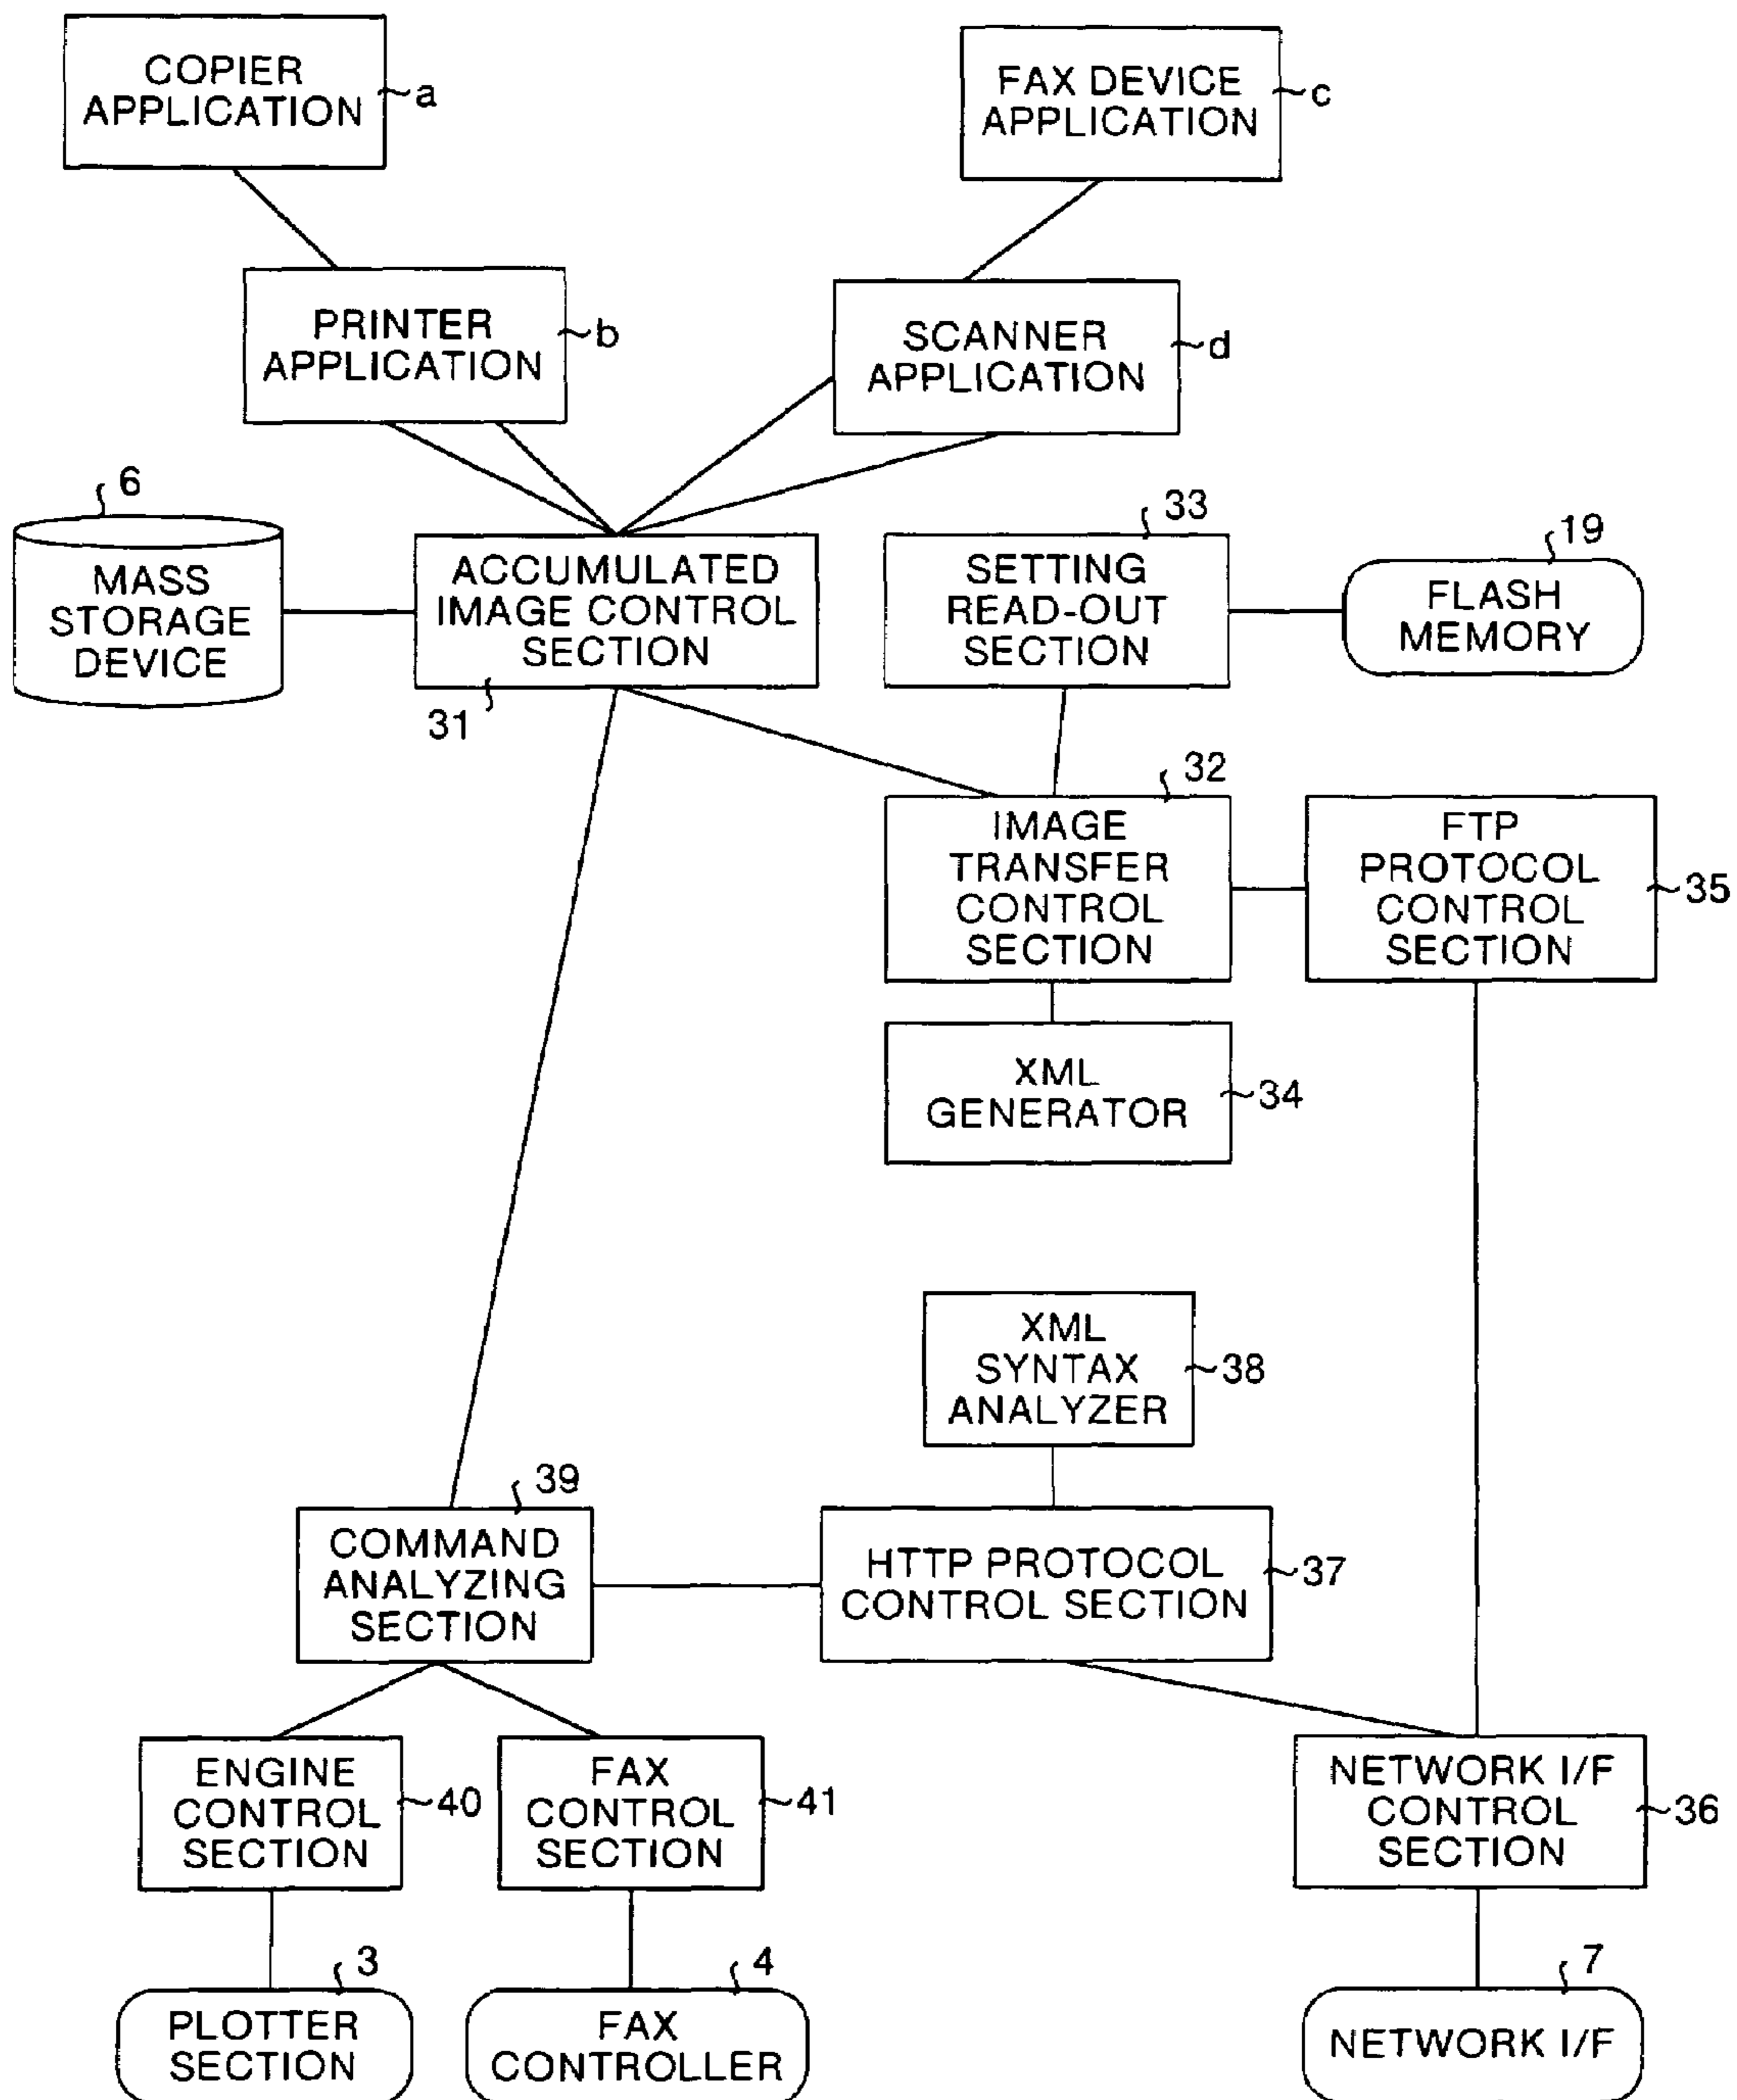 COPIER
APPLICATION
a
FAX DEVICE
APPLICATION
c
PRINTER
APPLICATION
b
SCANNER
APPLICATION
d
6
MASS
STORAGE
DEVICE
ACCUMULATED
IMAGE CONTROL
SECTION
31
33
SETTING
READ-OUT
SECTION
19
FLASH
MEMORY
32
IMAGE
TRANSFER
CONTROL
SECTION
FTP
PROTOCOL
CONTROL
SECTION
35
XML
GENERATOR
34
XML
SYNTAX
ANALYZER
38
39
COMMAND
ANALYZING
SECTION
HTTP PROTOCOL
CONTROL SECTION
37
ENGINE
CONTROL
SECTION
40
FAX
CONTROL
SECTION
41
NETWORK I/F
CONTROL
SECTION
36
3
PLOTTER
SECTION
4
FAX
CONTROLLER
7
NETWORK I/F